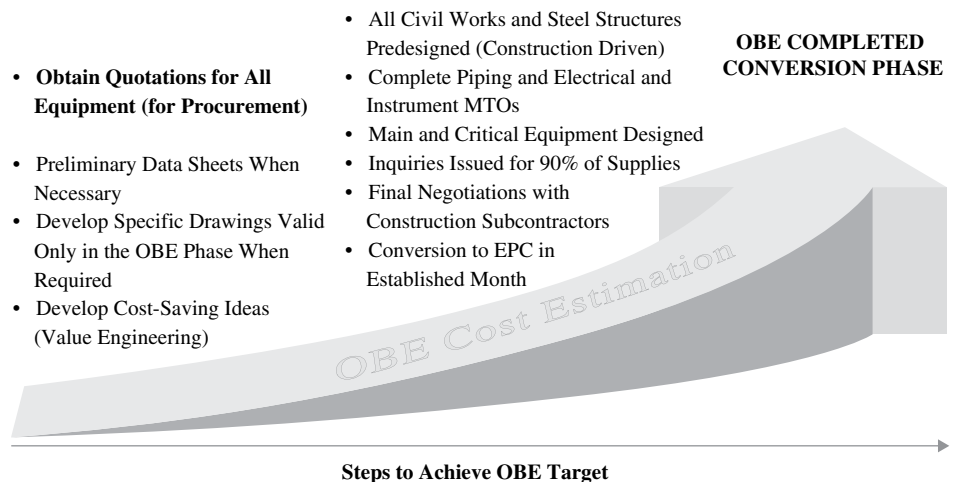 • Obtain Quotations for All
Equipment (for Procurement)
• Preliminary Data Sheets When
Necessary
• Develop Specific Drawings Valid
Only in the OBE Phase When
Required
• Develop Cost-Saving Ideas
(Value Engineering)
• All Civil Works and Steel Structures
Predesigned (Construction Driven)
• Complete Piping and Electrical and
Instrument MTOs
• Main and Critical Equipment Designed
• Inquiries Issued for 90% of Supplies
• Final Negotiations with
Construction Subcontractors
• Conversion to EPC in
Established Month
OBE COMPLETED
CONVERSION PHASE
OBE Cost Estimation
Steps to Achieve OBE Target